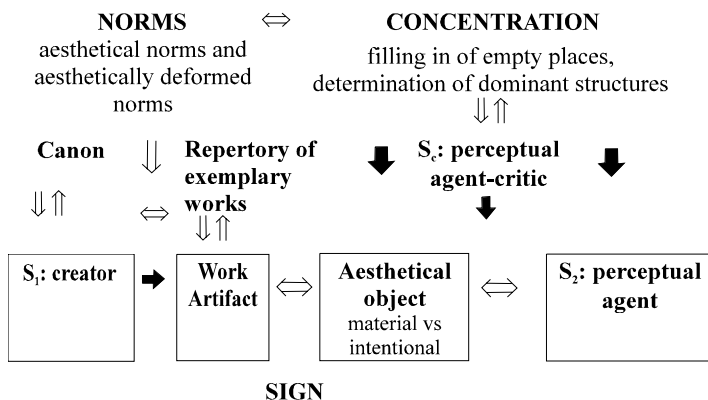 NORMS
aesthetical norms and
aesthetically deformed
norms
CONCENTRATION
filling in of empty places,
determination of dominant structures
Canon
Repertory of
exemplary
works
Sc: perceptual
agent-critic
S1: creator
Work
Artifact
Aesthetical
object
material vs
intentional
S2: perceptual
agent
SIGN